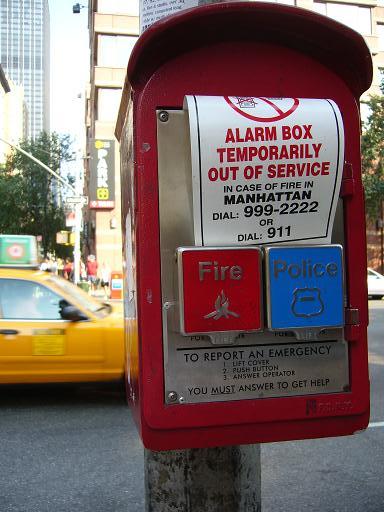 ALARM BOX
TEMPORARILY
OUT OF SERVICE
IN CASE OF FIRE IN
MANHATTAN
DIAL: 999-2222
OR
DIAL: 911
Fire
Police
TO REPORT AN EMERGENCY
1. LIFT COVER
2. PUSH BUTTON
3. ANSWER OPERATOR
YOU MUST ANSWER TO GET HELP
PARK